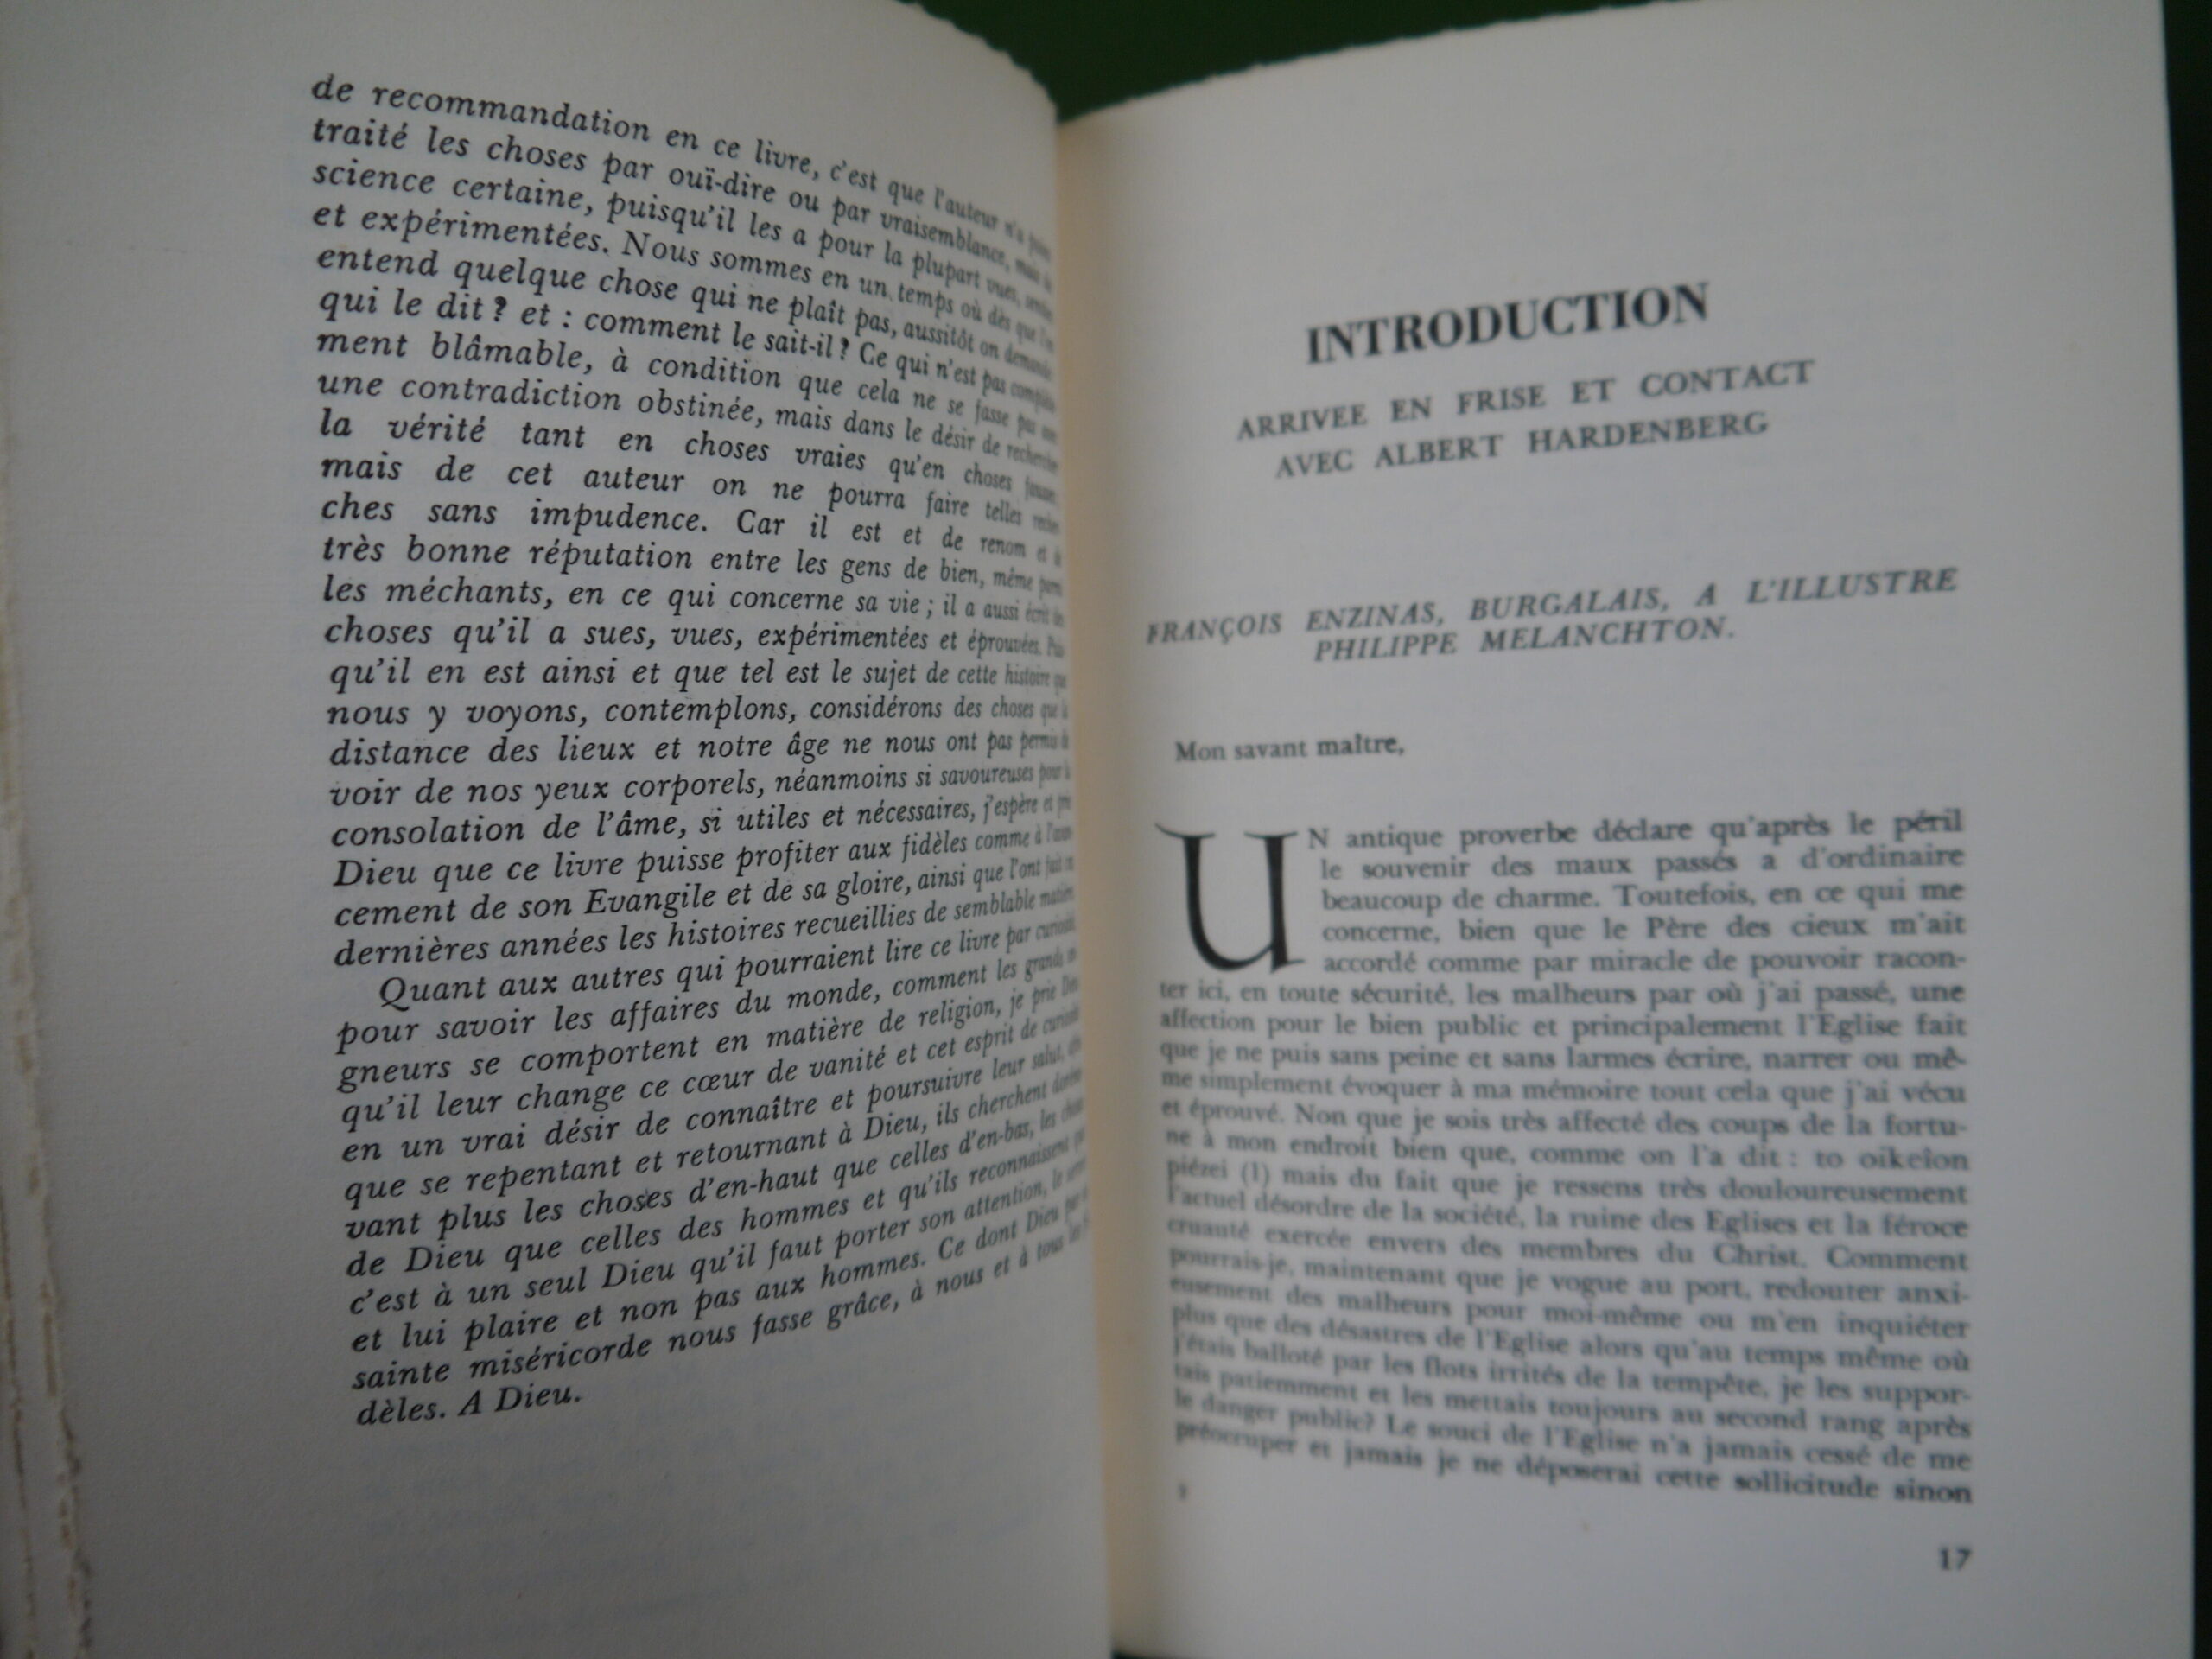 de recommandation en ce livre, c'est que l'auteur n'a
traité les choses par ouï-dire ou par vraisemblance, mais de
science certaine, puisqu'il les a pour la plupart vues,
et expérimentées. Nous sommes en un temps où dès que l'on
entend quelque chose qui ne plaît pas, aussitôt on demande
qui le dit ? et : comment le sait-il ? Ce qui n'est pas
ment blâmable, à condition que cela ne se fasse pas
une contradiction obstinée, mais dans le désir de rechercher
la vérité tant en choses vraies qu'en choses
mais de cet auteur on ne pourra faire telles recher-
ches sans impudence. Car il est et de renom et de
très bonne réputation entre les gens de bien, même parmi
les méchants, en ce qui concerne sa vie ; il a aussi écrit
choses qu'il a sues, vues, expérimentées et éprouvées. Puis-
qu'il en est ainsi et que tel est le sujet de cette histoire que
nous y voyons, contemplons, considérons des choses que la
distance des lieux et notre âge ne nous ont pas permis de
voir de nos yeux corporels, néanmoins si savoureuses pour la
consolation de l'âme, si utiles et nécessaires, j'espère et prie
Dieu que ce livre puisse profiter aux fidèles comme à
cement de son Evangile et de sa gloire, ainsi que l'ont fait ces
dernières années les histoires recueillies de semblable matière.
Quant aux autres qui pourraient lire ce livre par curiosité
pour savoir les affaires du monde, comment les grands
gneurs se comportent en matière de religion, je prie Dieu
qu'il leur change ce cœur de vanité et cet esprit de curiosité
en un vrai désir de connaître et poursuivre leur salut,
que se repentant et retournant à Dieu, ils cherchent
vant plus les choses d'en-haut que celles d'en-bas, les choses
de Dieu que celles des hommes et qu'ils reconnaissent que
c'est à un seul Dieu qu'il faut porter son attention, le
et lui plaire et non pas aux hommes. Ce dont Dieu par sa
sainte miséricorde nous fasse grâce, à nous et à tous les
dèles. A Dieu.
INTRODUCTION
ARRIVEE EN FRISE ET CONTACT
AVEC ALBERT HARDENBERG
FRANÇOIS ENZINAS, BURGALAIS, A L'ILLUSTRE
PHILIPPE MELANCHTON.
Mon savant maître,
UN antique proverbe déclare qu'après le péril
le souvenir des maux passés a d'ordinaire
beaucoup de charme. Toutefois, en ce qui me
concerne, bien que le Père des cieux m'ait
accordé comme par miracle de pouvoir racon-
ter ici, en toute sécurité, les malheurs par où j'ai passé, une
affection pour le bien public et principalement l'Eglise fait
que je ne puis sans peine et sans larmes écrire, narrer ou mê-
me simplement évoquer à ma mémoire tout cela que j'ai vécu
et éprouvé. Non que je sois très affecté des coups de la fortu-
ne à mon endroit bien que, comme on l'a dit : to oikeîon
piézei (1) mais du fait que je ressens très douloureusement
l'actuel désordre de la société, la ruine des Eglises et la féroce
cruauté exercée envers des membres du Christ. Comment
pourrais-je, maintenant que je vogue au port, redouter anxi-
eusement des malheurs pour moi-même ou m'en inquiéter
plus que des désastres de l'Eglise alors qu'au temps même où
j'étais balloté par les flots irrités de la tempête, je les suppor-
tais patiemment et les mettais toujours au second rang après
le danger public? Le souci de l'Eglise n'a jamais cessé de me
préoccuper et jamais je ne déposerai cette sollicitude sinon
17